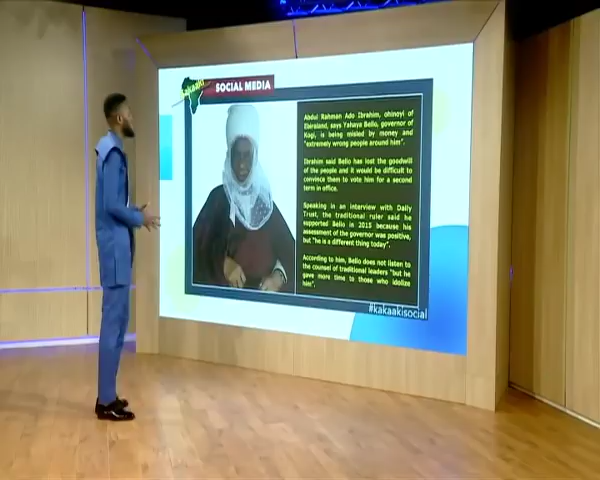 kakaaki
SOCIAL MEDIA
Abdul Rahman Ado Ibrahim, ohinoyi of
Ebiraland, says Yahaya Bello, governor of
Kogi, is being misled by money and
"extremely wrong people around him".
Ibrahim said Bello has lost the goodwill
of the people and it would be difficult to
convince them to vote him for a second
term in office.
Speaking in an interview with Daily
Trust, the traditional ruler said he
supported Bello in 2015 because his
assessment of the governor was positive,
but "he is a different thing today".
According to him, Bello does not listen to
the counsel of traditional leaders "but he
gave more time to those who idolize
him".
#kakaakisocial